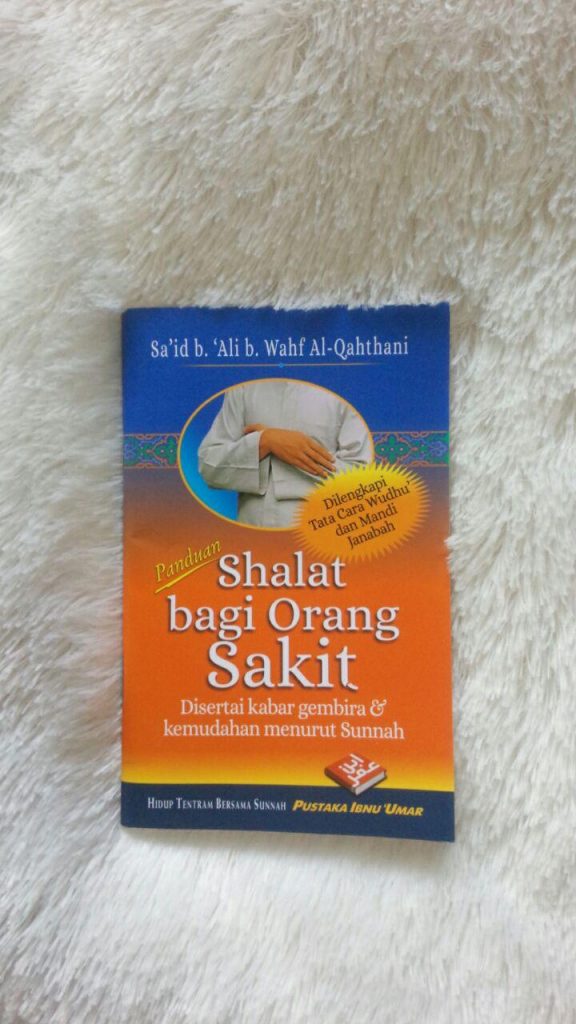 Sa'id b. 'Ali b. Wahf Al-Qahthani
Dilengkapi
Tata Cara Wudhu'
dan Mandi
Janabah
Panduan
Shalat
bagi Orang
Sakit
Disertai kabar gembira &
kemudahan menurut Sunnah
Hidup Tentram Bersama Sunnah PUSTAKA IBNU 'UMAR